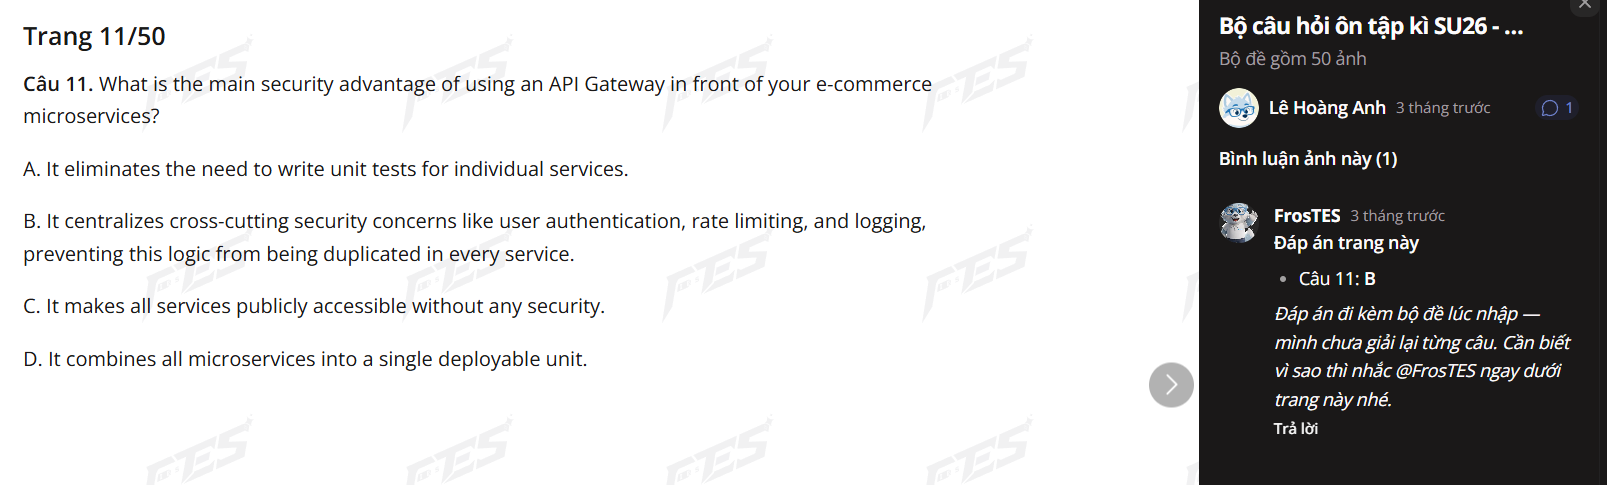 Trang 11/50
Câu 11. What is the main security advantage of using an API Gateway in front of your e-commerce
microservices?
A. It eliminates the need to write unit tests for individual services.
B. It centralizes cross-cutting security concerns like user authentication, rate limiting, and logging,
preventing this logic from being duplicated in every service.
C. It makes all services publicly accessible without any security.
D. It combines all microservices into a single deployable unit.
Bộ câu hỏi ôn tập kì SU26 - ...
Bộ đề gồm 50 ảnh
Lê Hoàng Anh 3 tháng trước 1
Bình luận ảnh này (1)
FrosTES 3 tháng trước
Đáp án trang này
• Câu 11: B
Đáp án đi kèm bộ đề lúc nhập —
mình chưa giải lại từng câu. Cần biết
vì sao thì nhắc @FrosTES ngay dưới
trang này nhé.
Trả lời